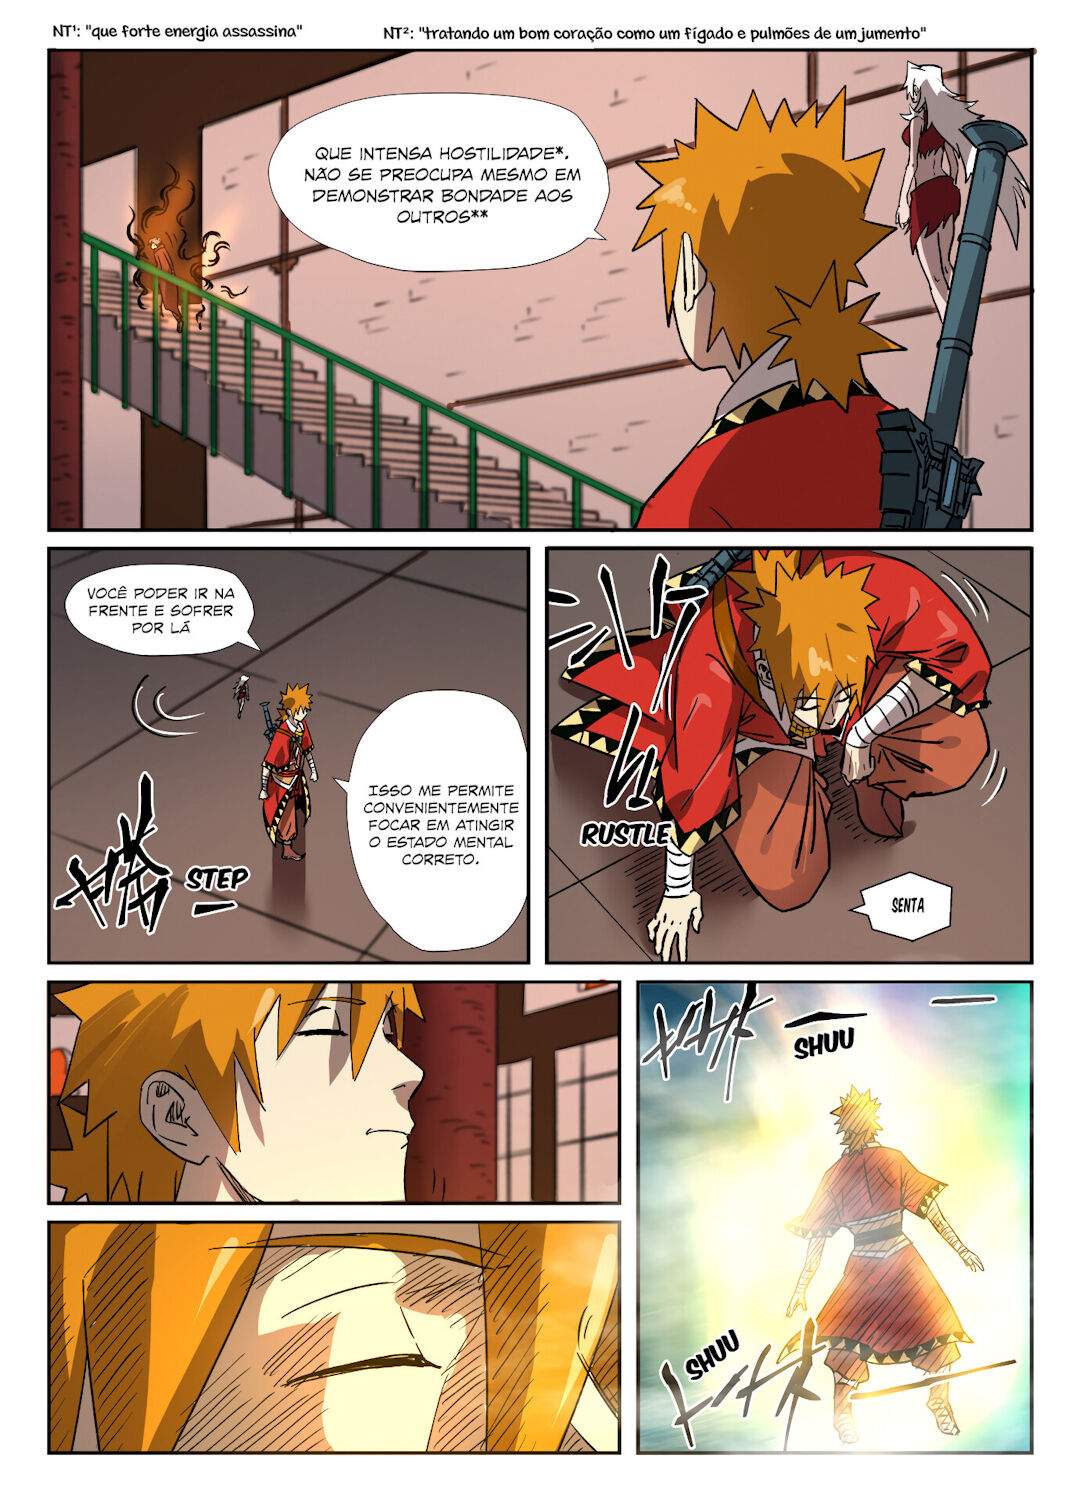 NT¹: "que forte energia assassina"
NT²: "tratando um bom coração como um fígado e pulmões de um jumento"
QUE INTENSA HOSTILIDADE*.
NÃO SE PREOCUPA MESMO EM
DEMONSTRAR BONDADE AOS
OUTROS**
VOCÊ PODER IR NA
FRENTE E SOFRER
POR LÁ
ISSO ME PERMITE
CONVENIENTEMENTE
FOCAR EM ATINGIR
O ESTADO MENTAL
CORRETO.
STEP
RUSTLE
SENTA
SHUU
SHUU